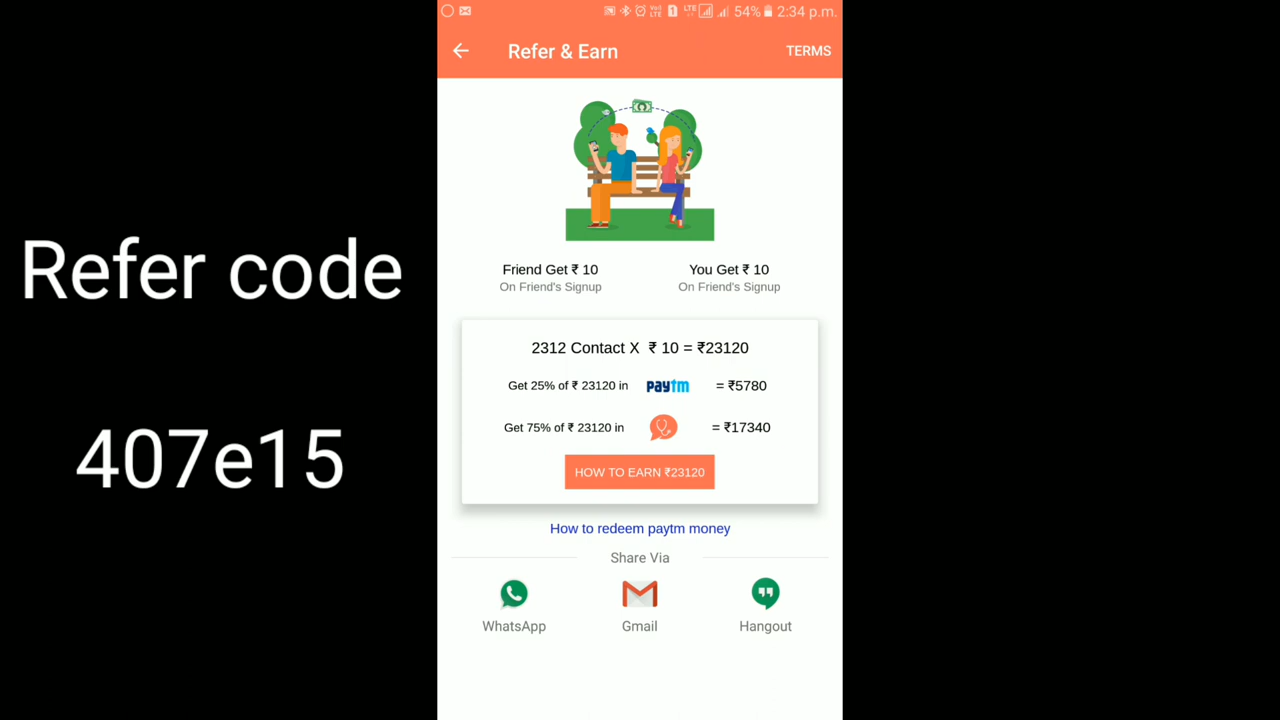 54% 2:34 p.m.
Refer & Earn
TERMS
Refer code
407e15
Friend Get ₹ 10
On Friend's Signup
You Get ₹ 10
On Friend's Signup
2312 Contact X ₹ 10 = ₹23120
Get 25% of ₹ 23120 in paytm = ₹5780
Get 75% of ₹ 23120 in = ₹17340
HOW TO EARN ₹23120
How to redeem paytm money
Share Via
WhatsApp
Gmail
Hangout